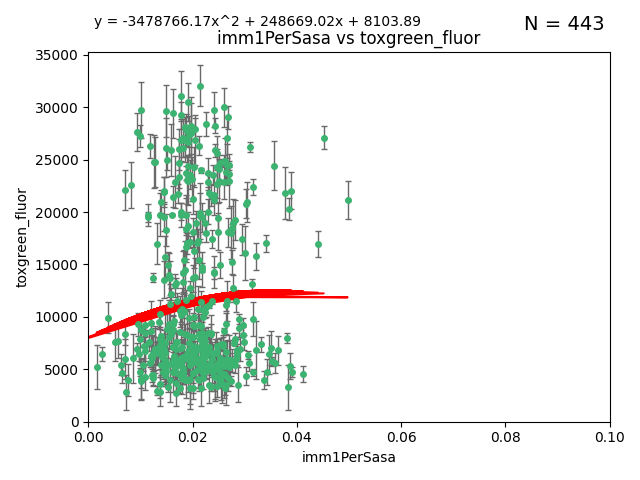 y = -3478766.17x^2 + 248669.02x + 8103.89
N = 443
imm1PerSasa vs toxgreen_fluor
35000
30000
25000
20000
15000
10000
5000
0
toxgreen_fluor
0.00 0.02 0.04 0.06 0.08 0.10
imm1PerSasa